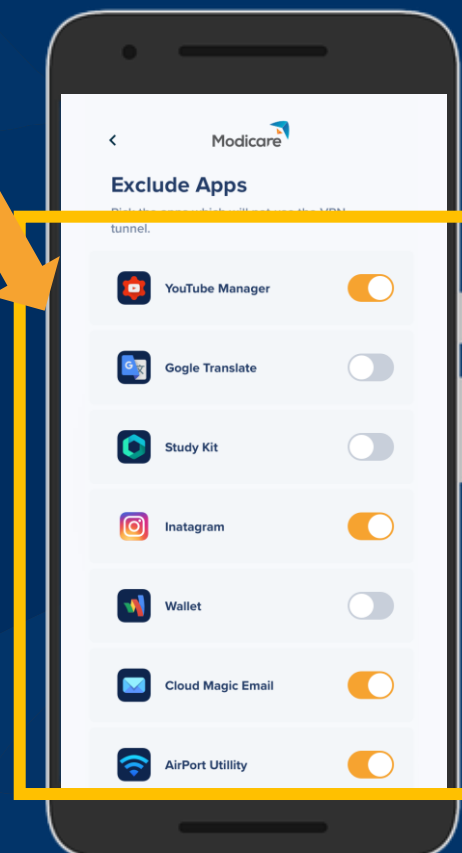 Modicare
Exclude Apps
Pick the apps which will not use the VPN
tunnel.
YouTube Manager
Gogle Translate
Study Kit
Inatagram
Wallet
Cloud Magic Email
AirPort Utillity